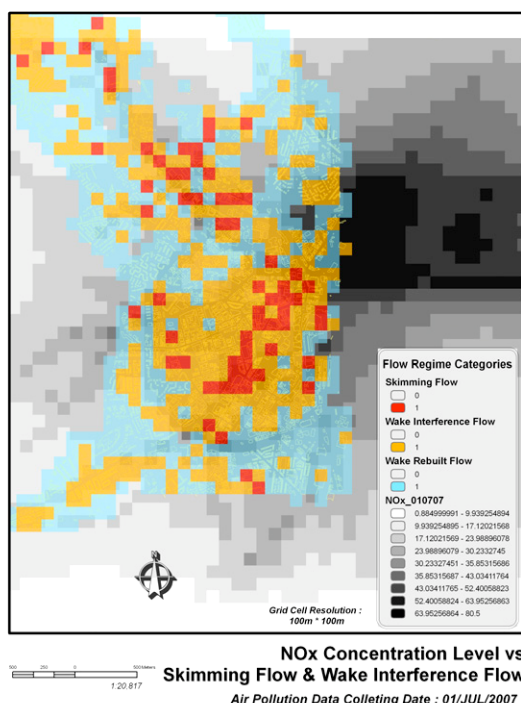 Flow Regime Categories
Skimming Flow
0
1
Wake Interference Flow
0
1
Wake Rebuilt Flow
0
1
NOx_010707
0.884999991 - 9.939254894
9.939254895 - 17.12021568
17.12021569 - 23.98896078
23.98896079 - 30.2332745
30.23327451 - 35.85315686
35.85315687 - 43.03411764
43.03411765 - 52.40058823
52.40058824 - 63.95256863
63.95256864 - 80.5
Grid Cell Resolution :
100m * 100m
500 250 0 500 Meters
1:20,817
NOx Concentration Level vs
Skimming Flow & Wake Interference Flow
Air Pollution Data Colleting Date : 01/JUL/2007